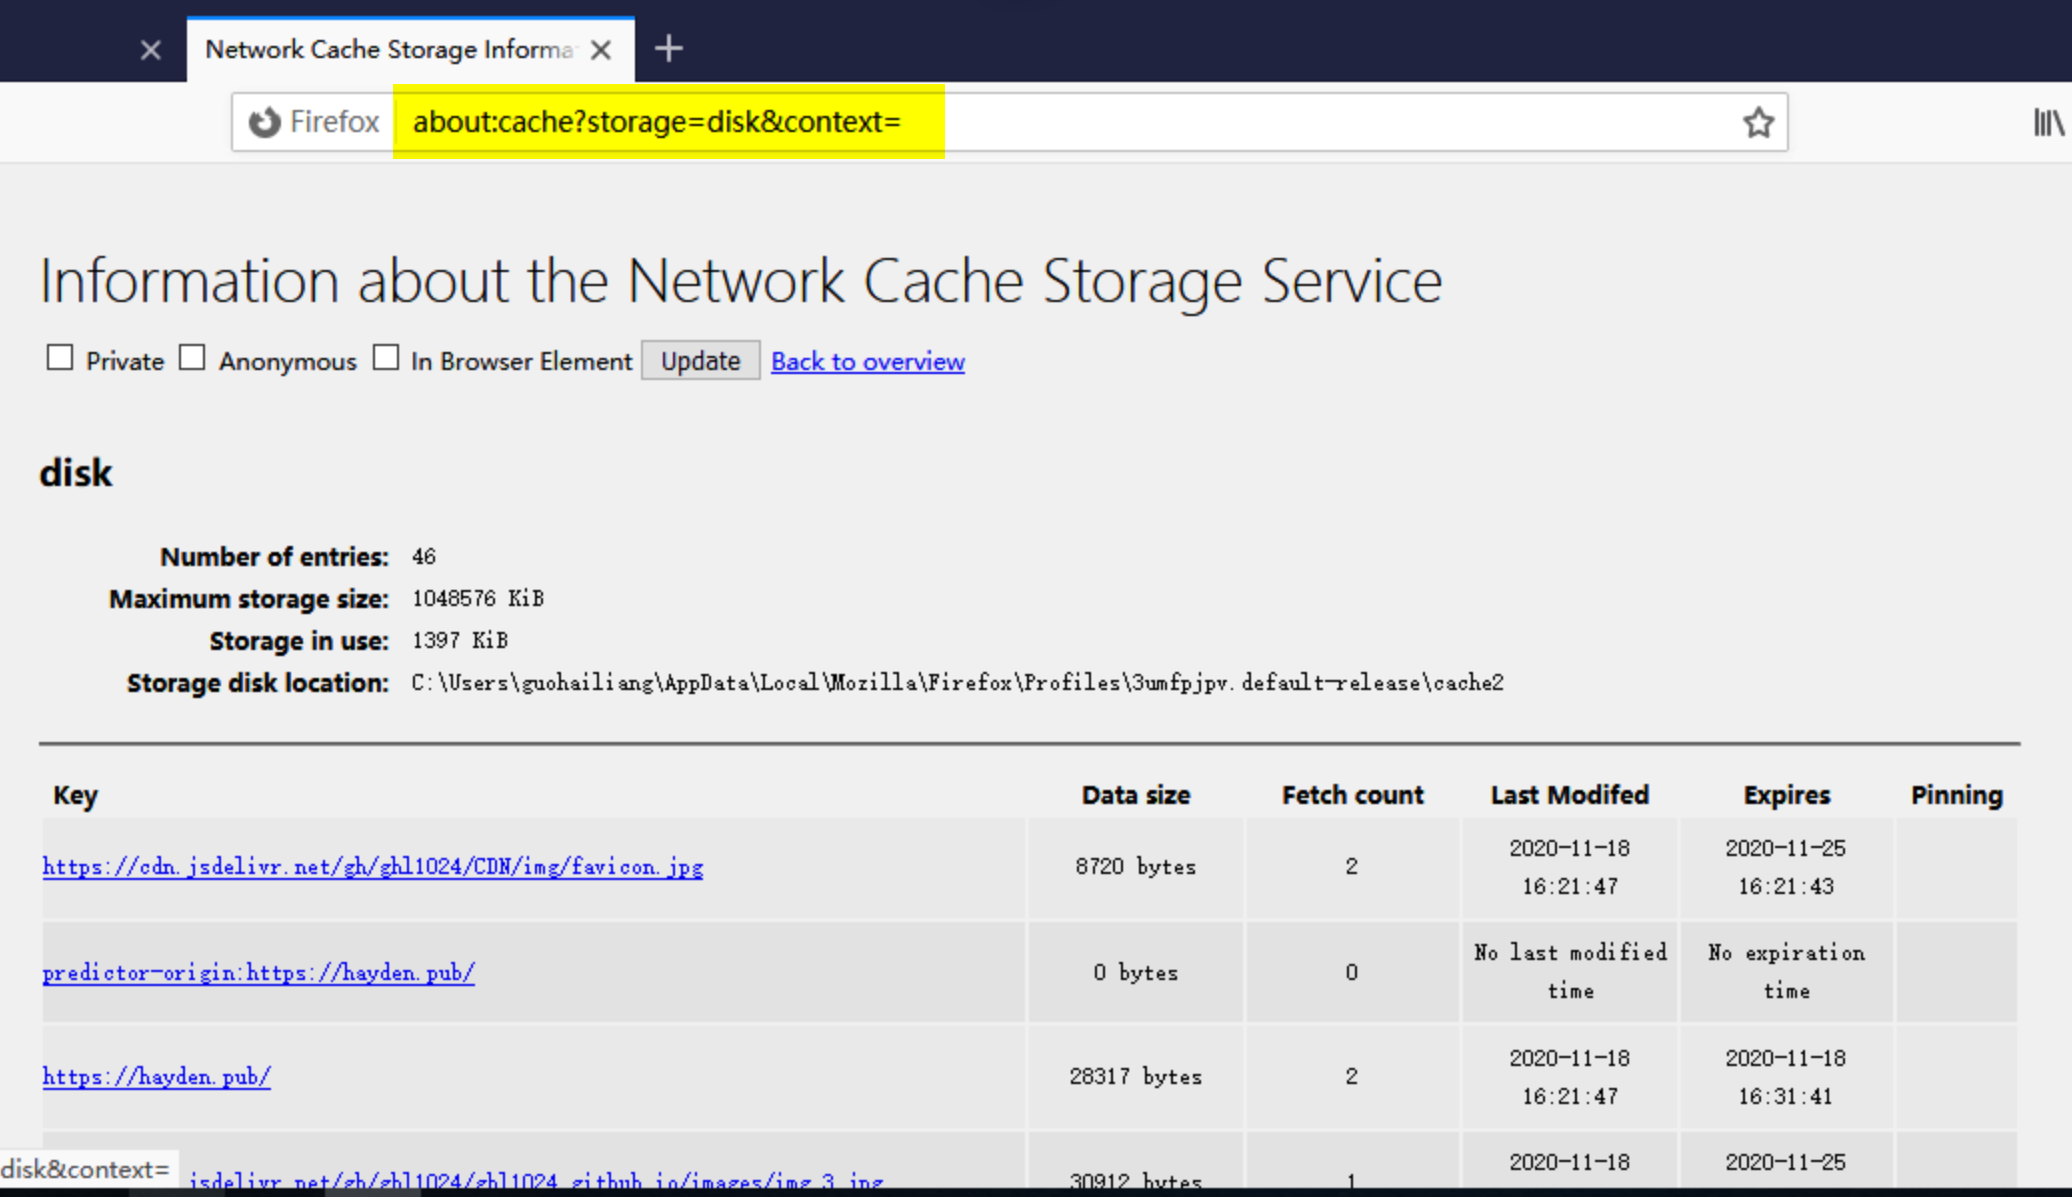 Network Cache Storage Informa
Firefox about:cache?storage=disk&context=
Information about the Network Cache Storage Service
Private Anonymous In Browser Element Update Back to overview
disk
Number of entries: 46
Maximum storage size: 1048576 KiB
Storage in use: 1397 KiB
Storage disk location: C:\Users\guohailiang\AppData\Local\Mozilla\Firefox\Profiles\3umfpjpv.default-release\cache2
Key Data size Fetch count Last Modifed Expires Pinning
https://cdn.jsdelivr.net/gh/ghl1024/CDN/img/favicon.jpg 8720 bytes 2 2020-11-18 16:21:47 2020-11-25 16:21:43
predictor-origin:https://hayden.pub/ 0 bytes 0 No last modified time No expiration time
https://hayden.pub/ 28317 bytes 2 2020-11-18 16:21:47 2020-11-18 16:31:41
jsdelivr.net/gh/ghl1024/ghl1024.github.io/images/img_3.jpg 30912 bytes 1 2020-11-18 2020-11-25
disk&context=